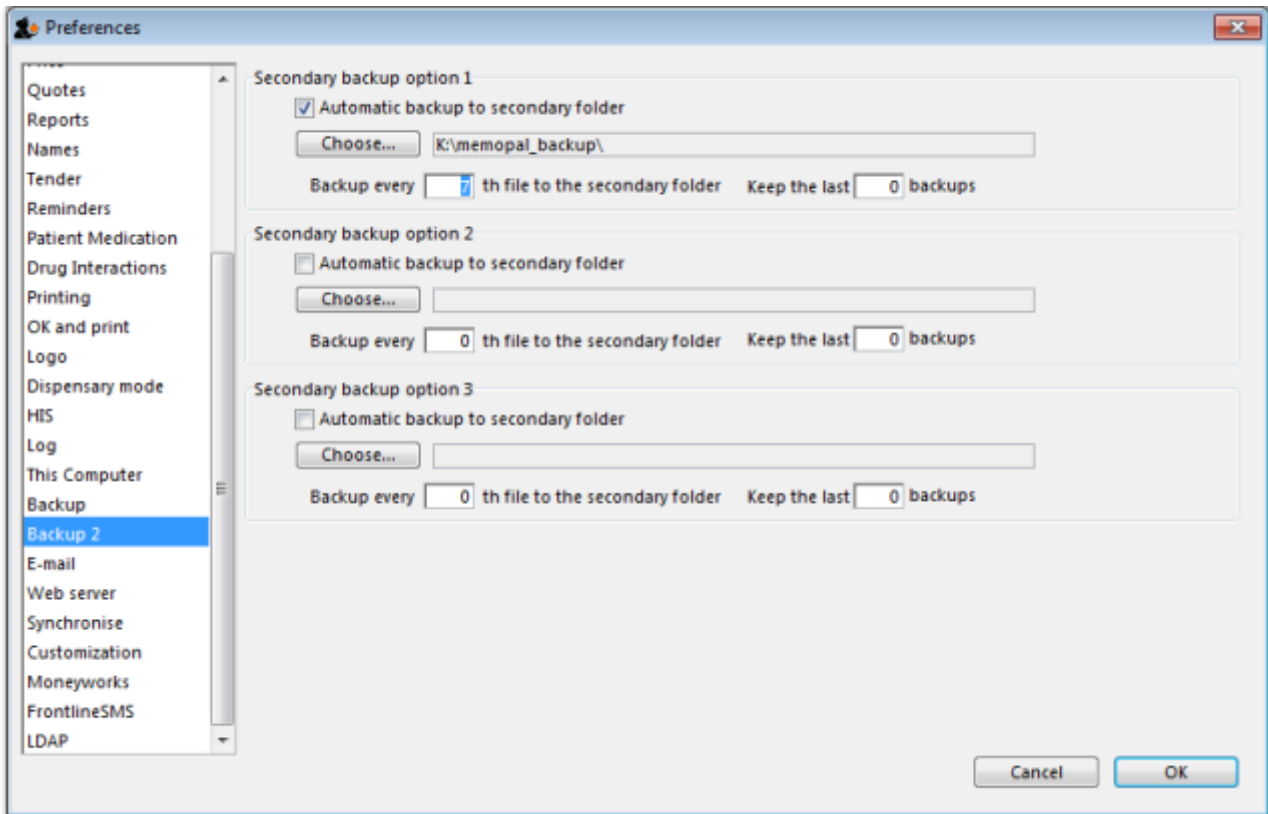 Preferences
Quotes
Reports
Names
Tender
Reminders
Patient Medication
Drug Interactions
Printing
OK and print
Logo
Dispensary mode
HIS
Log
This Computer
Backup
Backup 2
E-mail
Web server
Synchronise
Customization
Moneyworks
FrontlineSMS
LDAP
Secondary backup option 1
Automatic backup to secondary folder
Choose... K:\memopal_backup\
Backup every 7 th file to the secondary folder Keep the last 0 backups
Secondary backup option 2
Automatic backup to secondary folder
Choose...
Backup every 0 th file to the secondary folder Keep the last 0 backups
Secondary backup option 3
Automatic backup to secondary folder
Choose...
Backup every 0 th file to the secondary folder Keep the last 0 backups
Cancel OK